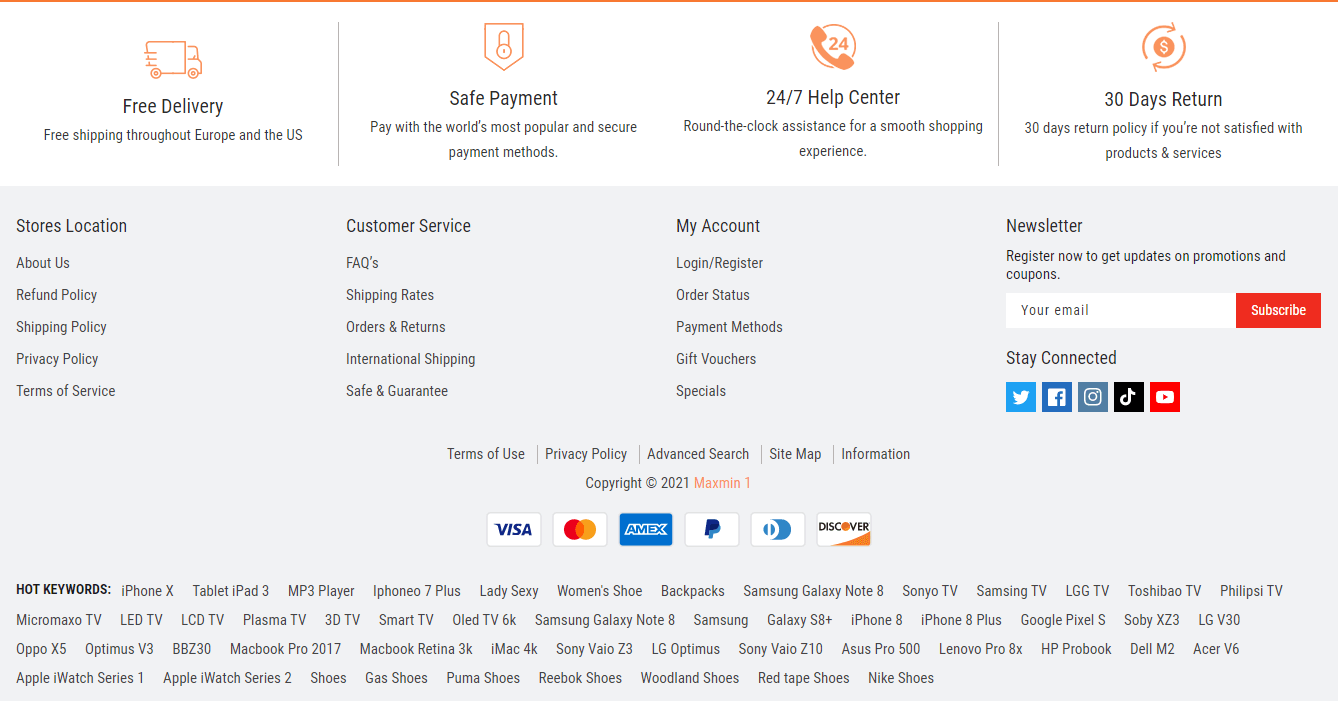 24
$
Free Delivery
Free shipping throughout Europe and the US
Safe Payment
Pay with the world’s most popular and secure
payment methods.
24/7 Help Center
Round-the-clock assistance for a smooth shopping
experience.
30 Days Return
30 days return policy if you’re not satisfied with
products & services
Stores Location
About Us
Refund Policy
Shipping Policy
Privacy Policy
Terms of Service
Customer Service
FAQ’s
Shipping Rates
Orders & Returns
International Shipping
Safe & Guarantee
My Account
Login/Register
Order Status
Payment Methods
Gift Vouchers
Specials
Newsletter
Register now to get updates on promotions and
coupons.
Your email Subscribe
Stay Connected
Terms of Use Privacy Policy Advanced Search Site Map Information
Copyright © 2021 Maxmin 1
VISA AMEX DISCOVER
HOT KEYWORDS: iPhone X Tablet iPad 3 MP3 Player Iphoneo 7 Plus Lady Sexy Women's Shoe Backpacks Samsung Galaxy Note 8 Sonyo TV Samsing TV LGG TV Toshibao TV Philipsi TV
Micromaxo TV LED TV LCD TV Plasma TV 3D TV Smart TV Oled TV 6k Samsung Galaxy Note 8 Samsung Galaxy S8+ iPhone 8 iPhone 8 Plus Google Pixel S Soby XZ3 LG V30
Oppo X5 Optimus V3 BBZ30 Macbook Pro 2017 Macbook Retina 3k iMac 4k Sony Vaio Z3 LG Optimus Sony Vaio Z10 Asus Pro 500 Lenovo Pro 8x HP Probook Dell M2 Acer V6
Apple iWatch Series 1 Apple iWatch Series 2 Shoes Gas Shoes Puma Shoes Reebok Shoes Woodland Shoes Red tape Shoes Nike Shoes